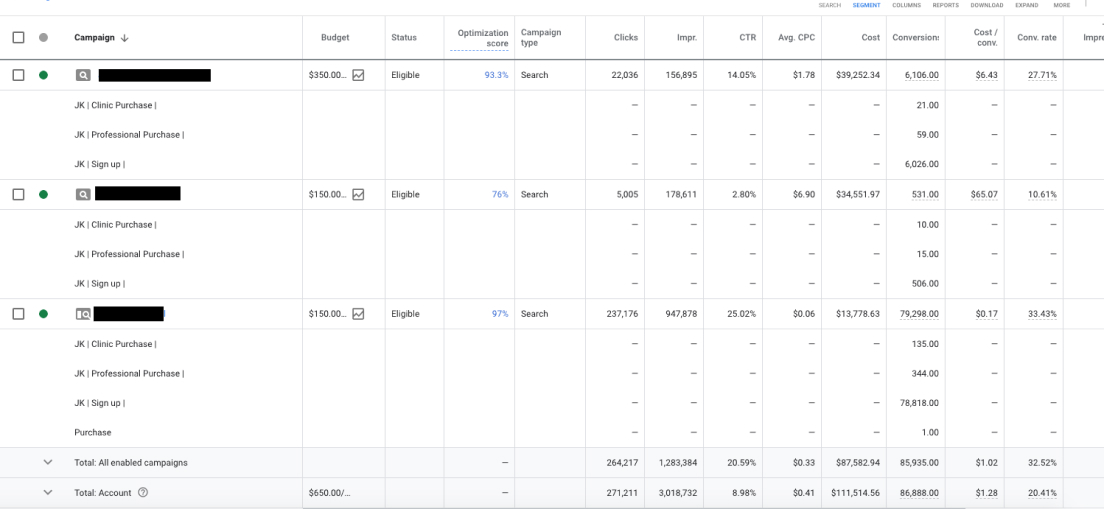 SEARCH SEGMENT COLUMNS REPORTS DOWNLOAD EXPAND MORE
Campaign Budget Status Optimization score Campaign type Clicks Impr. CTR Avg. CPC Cost Conversions Cost / conv. Conv. rate
$350.00... Eligible 93.3% Search 22,036 156,895 14.05% $1.78 $39,252.34 6,106.00 $6.43 27.71%
JK | Clinic Purchase | — — — — — 21.00 — —
JK | Professional Purchase | — — — — — 59.00 — —
JK | Sign up | — — — — — 6,026.00 — —
$150.00... Eligible 76% Search 5,005 178,611 2.80% $6.90 $34,551.97 531.00 $65.07 10.61%
JK | Clinic Purchase | — — — — — 10.00 — —
JK | Professional Purchase | — — — — — 15.00 — —
JK | Sign up | — — — — — 506.00 — —
$150.00... Eligible 97% Search 237,176 947,878 25.02% $0.06 $13,778.63 79,298.00 $0.17 33.43%
JK | Clinic Purchase | — — — — — 135.00 — —
JK | Professional Purchase | — — — — — 344.00 — —
JK | Sign up | — — — — — 78,818.00 — —
Purchase — — — — — 1.00 — —
Total: All enabled campaigns — 264,217 1,283,384 20.59% $0.33 $87,582.94 85,935.00 $1.02 32.52%
Total: Account $650.00/... — 271,211 3,018,732 8.98% $0.41 $111,514.56 86,888.00 $1.28 20.41%